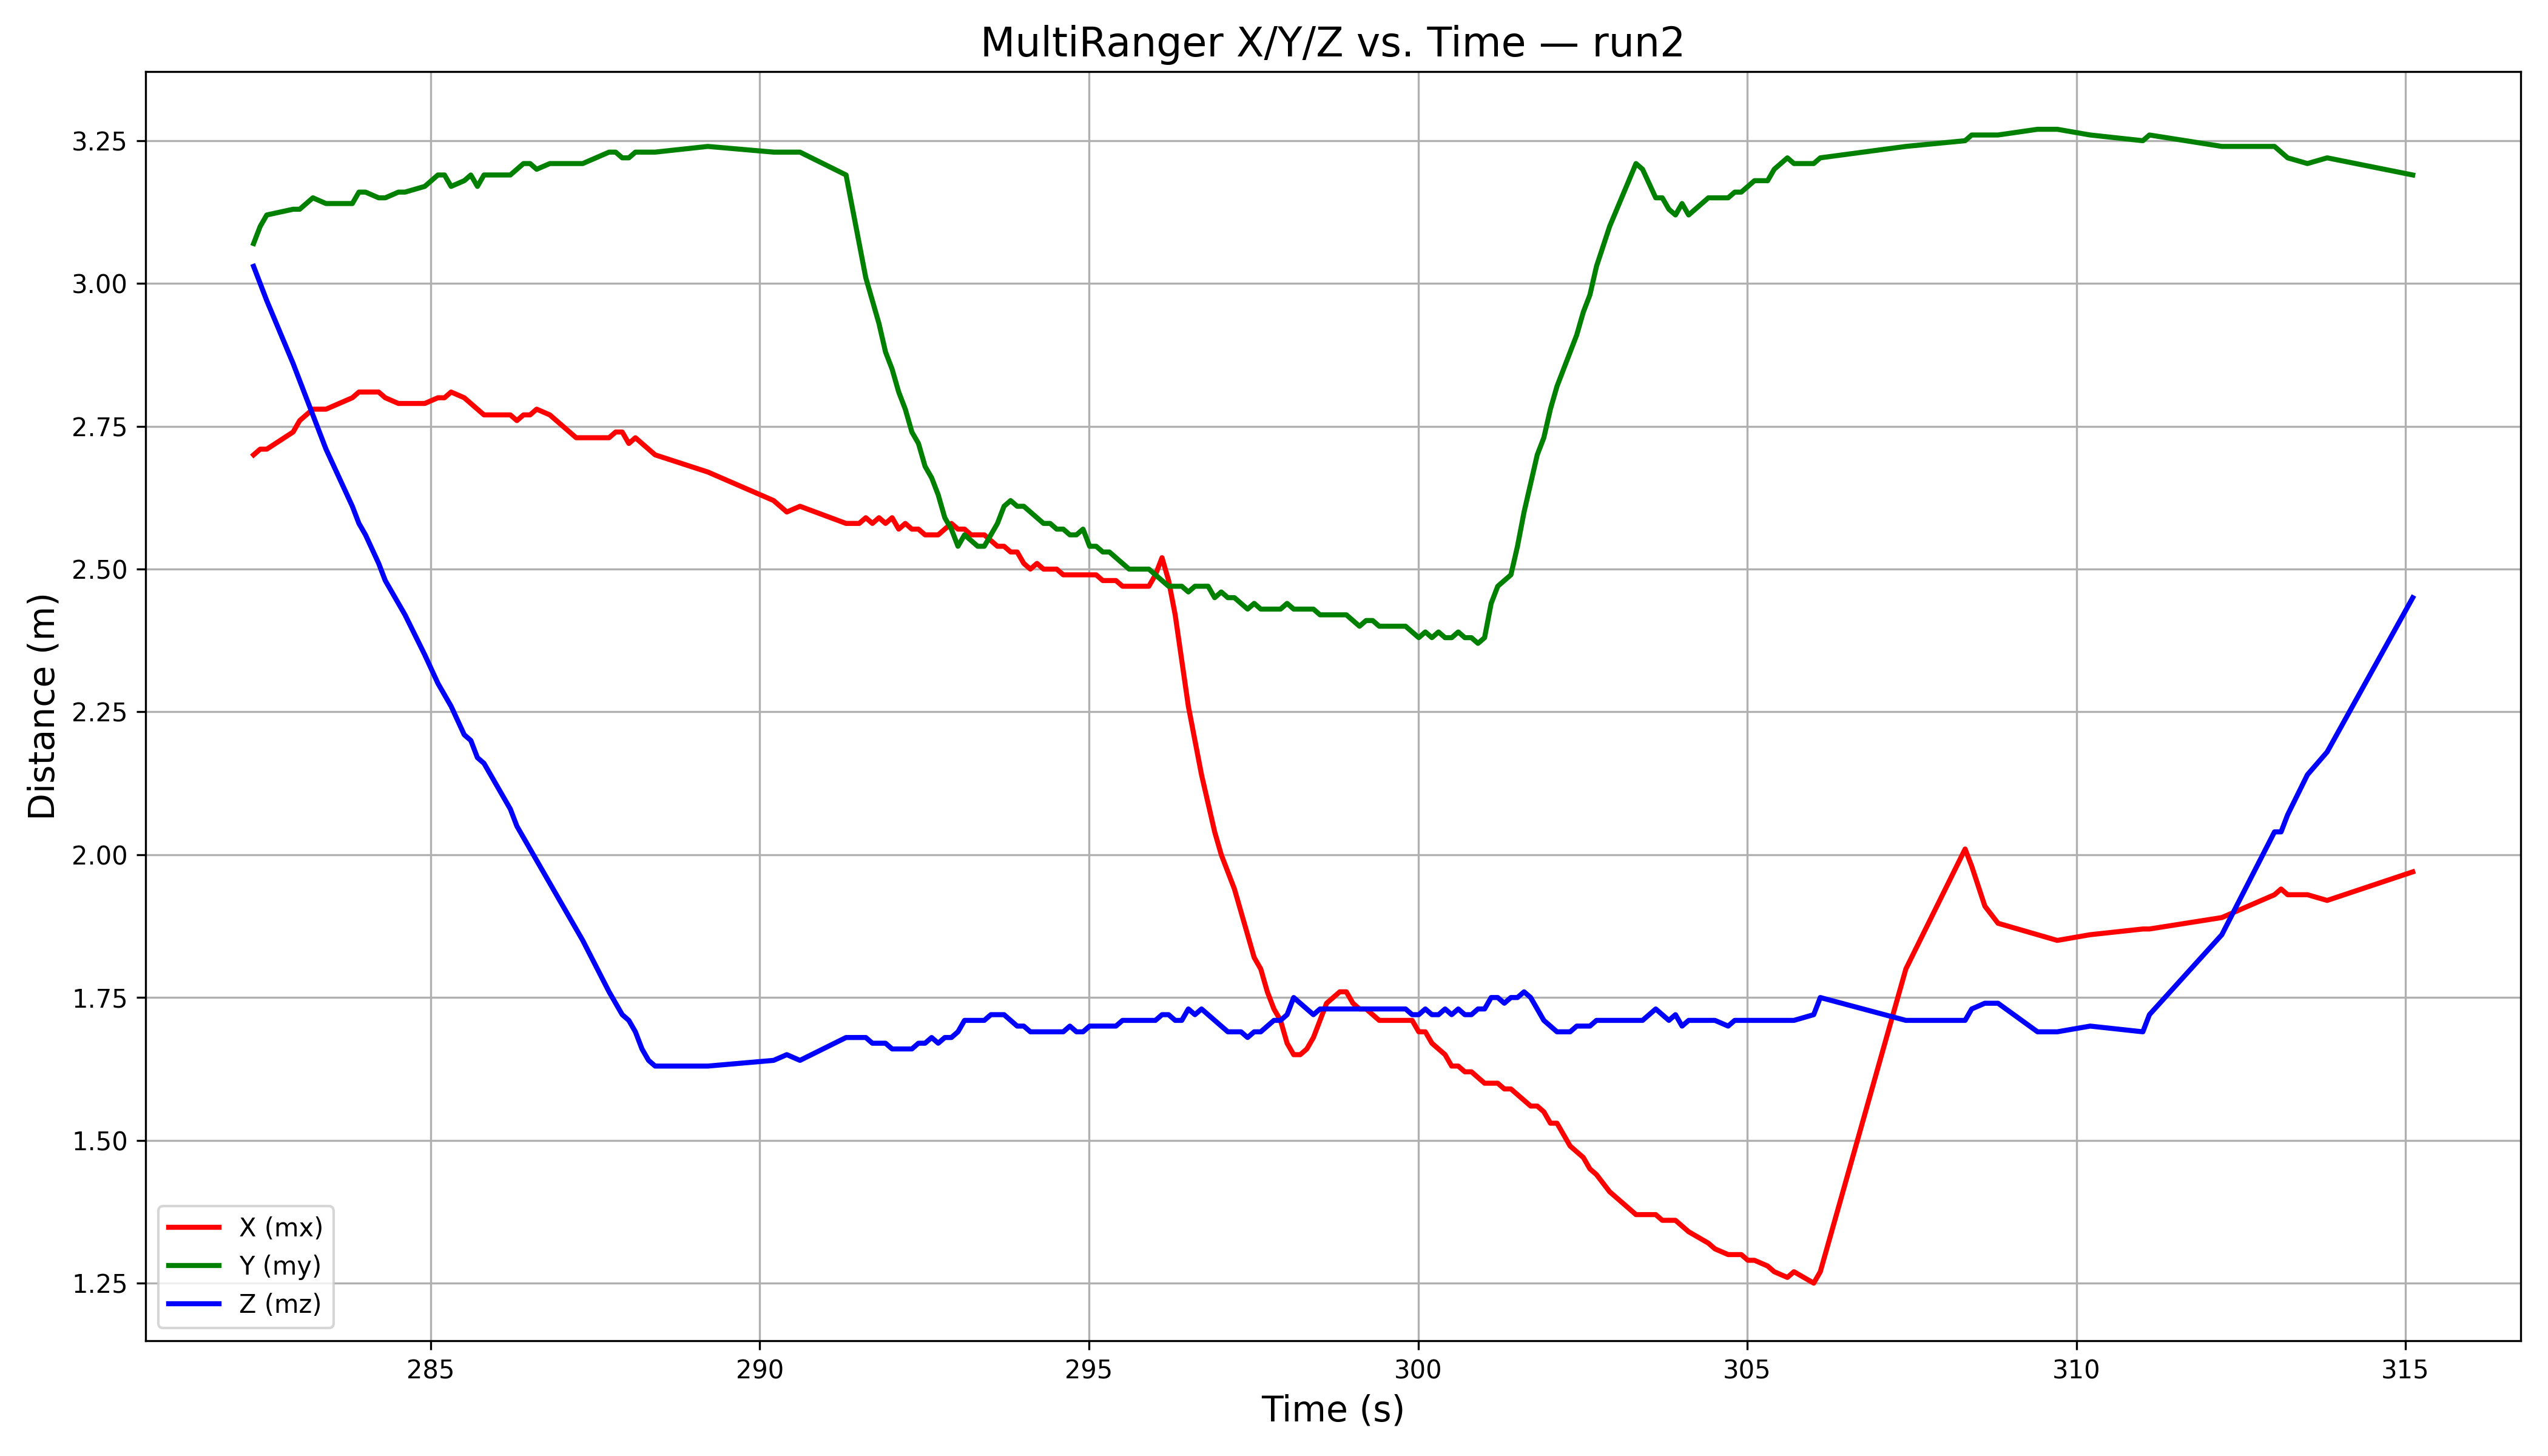 MultiRanger X/Y/Z vs. Time — run2
Distance (m)
3.25
3.00
2.75
2.50
2.25
2.00
1.75
1.50
1.25
X (mx)
Y (my)
Z (mz)
285 290 295 300 305 310 315
Time (s)